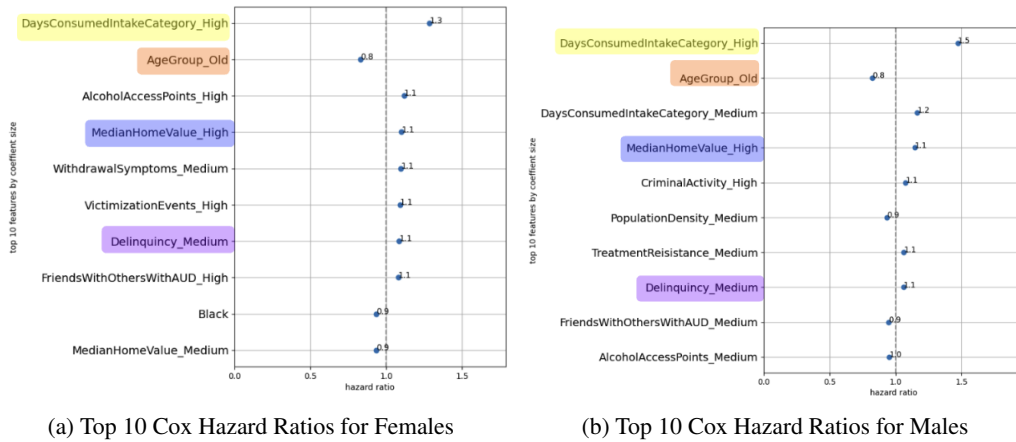 DaysConsumedIntakeCategory_High
1.3
AgeGroup_Old
0.8
AlcoholAccessPoints_High
1.1
MedianHomeValue_High
1.1
WithdrawalSymptoms_Medium
1.1
VictimizationEvents_High
1.1
Delinquincy_Medium
1.1
FriendsWithOthersWithAUD_High
1.1
Black
0.9
MedianHomeValue_Medium
0.9
top 10 features by coeffient size
0.0 0.5 1.0 1.5
hazard ratio
(a) Top 10 Cox Hazard Ratios for Females
DaysConsumedIntakeCategory_High
1.5
AgeGroup_Old
0.8
DaysConsumedIntakeCategory_Medium
1.2
MedianHomeValue_High
1.1
CriminalActivity_High
1.1
PopulationDensity_Medium
0.9
TreatmentReisistance_Medium
1.1
Delinquincy_Medium
1.1
FriendsWithOthersWithAUD_Medium
0.9
AlcoholAccessPoints_Medium
1.0
top 10 features by coeffient size
0.0 0.5 1.0 1.5
hazard ratio
(b) Top 10 Cox Hazard Ratios for Males